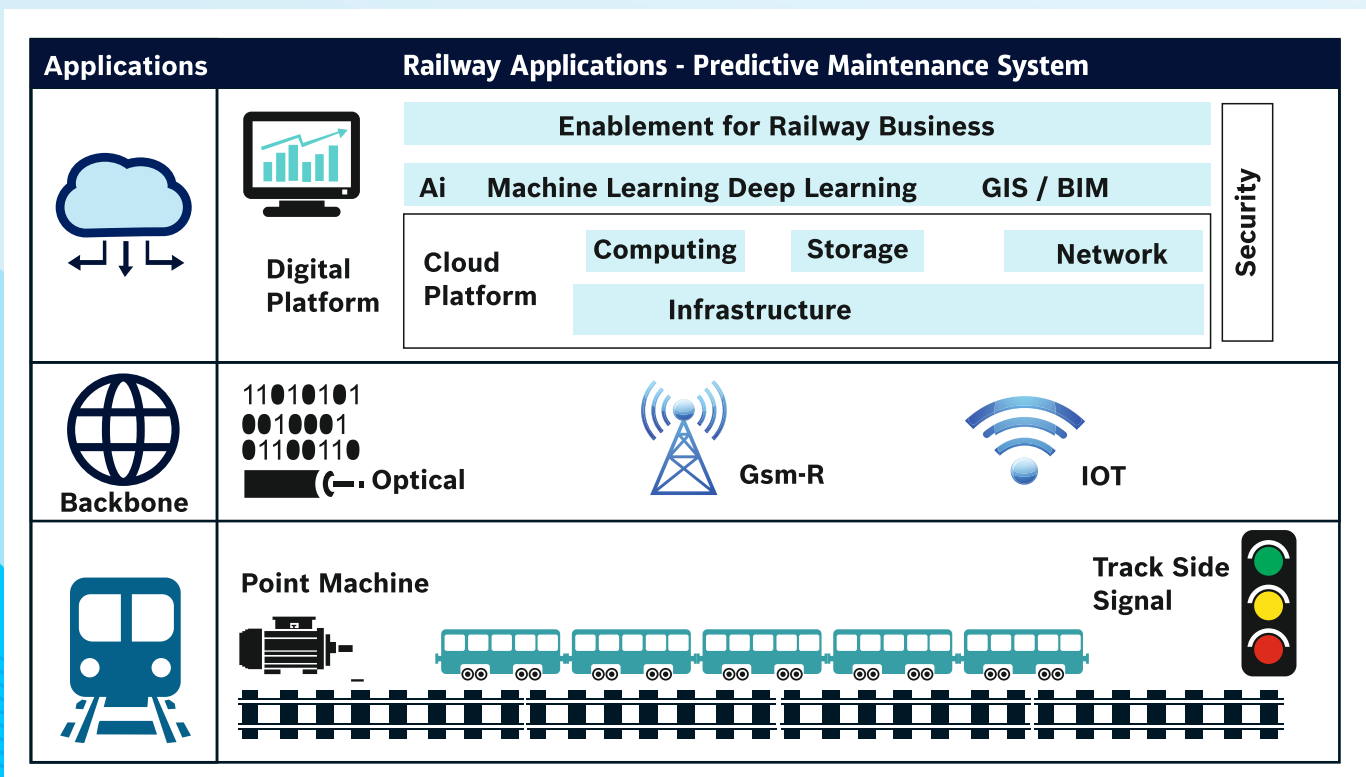 Applications
Railway Applications - Predictive Maintenance System
Enablement for Railway Business
Ai Machine Learning Deep Learning GIS / BIM
Security
Digital
Platform
Cloud
Platform
Computing
Storage
Network
Infrastructure
Backbone
11010101
0010001
01100110
Optical
Gsm-R
IOT
Point Machine
Track Side
Signal